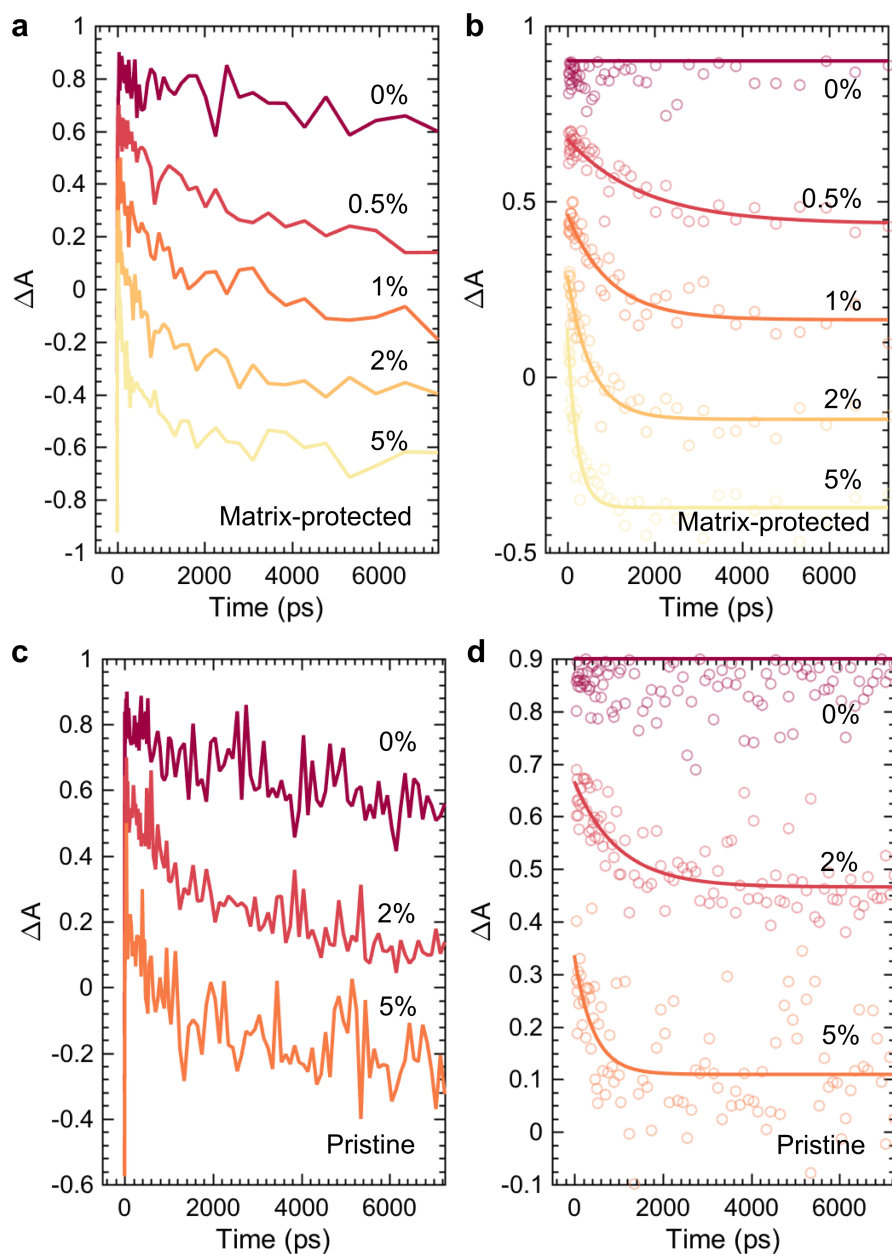 a
1
0.8
0.6
0.4
0.2
0
-0.2
-0.4
-0.6
-0.8
-1
ΔA
0%
0.5%
1%
2%
5%
Matrix-protected
0 2000 4000 6000
Time (ps)
b
1
0.5
0
-0.5
ΔA
0%
0.5%
1%
2%
5%
Matrix-protected
0 2000 4000 6000
Time (ps)
c
1
0.8
0.6
0.4
0.2
0
-0.2
-0.4
-0.6
ΔA
0%
2%
5%
Pristine
0 2000 4000 6000
Time (ps)
d
0.9
0.8
0.7
0.6
0.5
0.4
0.3
0.2
0.1
0
-0.1
ΔA
0%
2%
5%
Pristine
0 2000 4000 6000
Time (ps)